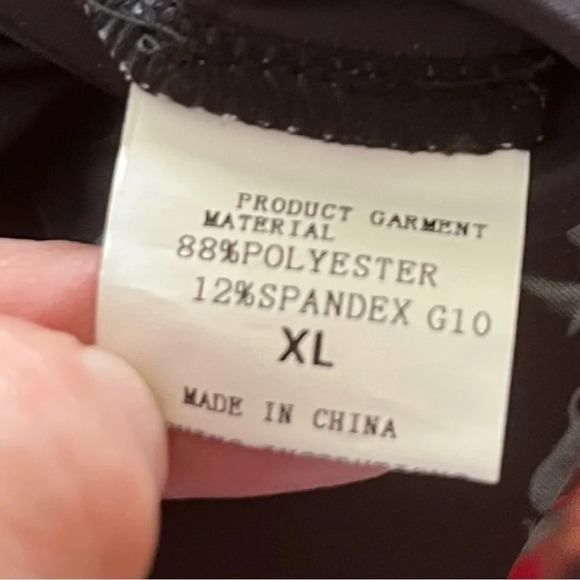 PRODUCT GARMENT
MATERIAL
88%POLYESTER
12%SPANDEX G10
XL
MADE IN CHINA